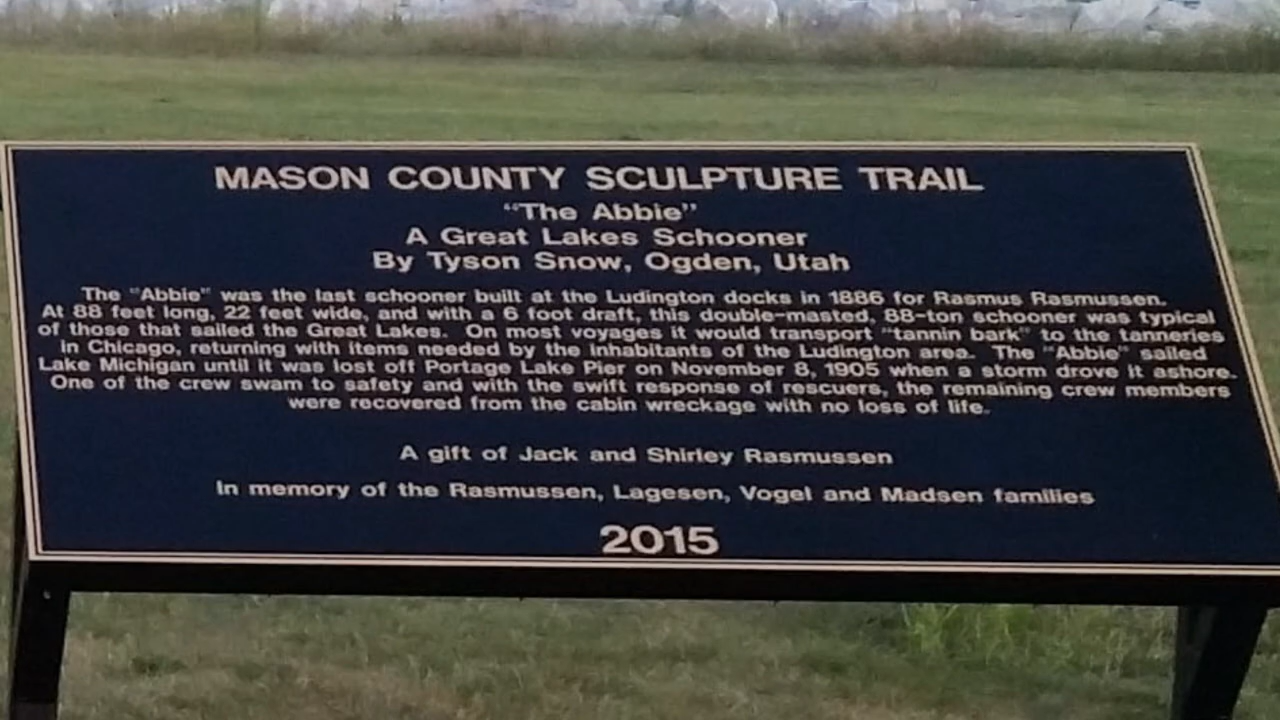 MASON COUNTY SCULPTURE TRAIL
“The Abbie”
A Great Lakes Schooner
By Tyson Snow, Ogden, Utah
The "Abbie" was the last schooner built at the Ludington docks in 1886 for Rasmus Rasmussen.
At 88 feet long, 22 feet wide, and with a 6 foot draft, this double-masted, 88-ton schooner was typical
of those that sailed the Great Lakes. On most voyages it would transport "tannin bark" to the tanneries
in Chicago, returning with items needed by the inhabitants of the Ludington area. The "Abbie" sailed
Lake Michigan until it was lost off Portage Lake Pier on November 8, 1905 when a storm drove it ashore.
One of the crew swam to safety and with the swift response of rescuers, the remaining crew members
were recovered from the cabin wreckage with no loss of life.
A gift of Jack and Shirley Rasmussen
In memory of the Rasmussen, Lagesen, Vogel and Madsen families
2015